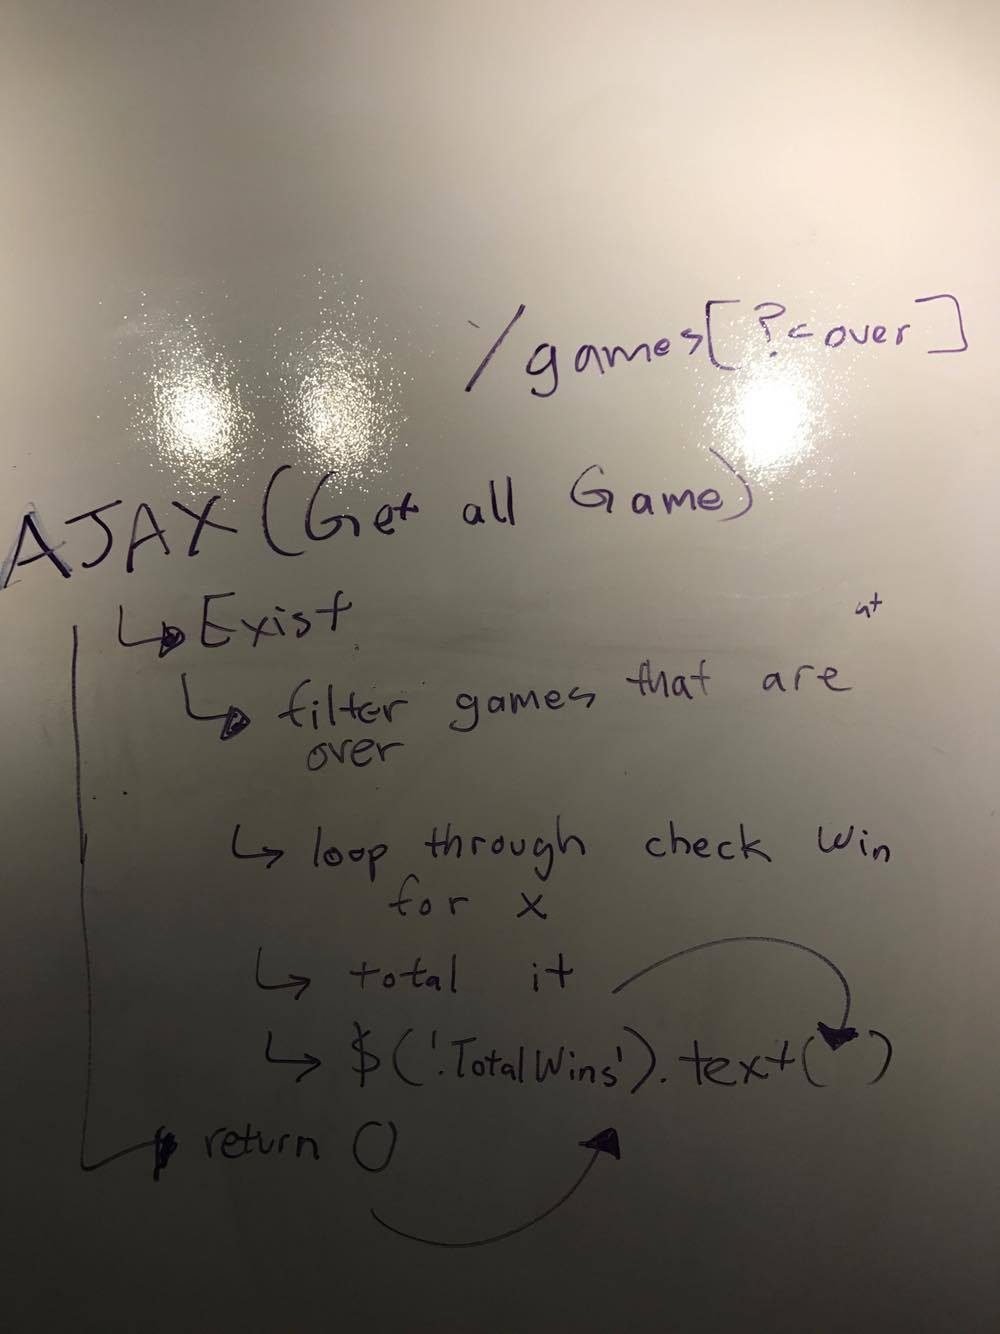 /games[?=over]
AJAX (Get all Game)
Exist
filter games that are
over
loop through check win
for x
total it
$('.TotalWins').text( )
return 0